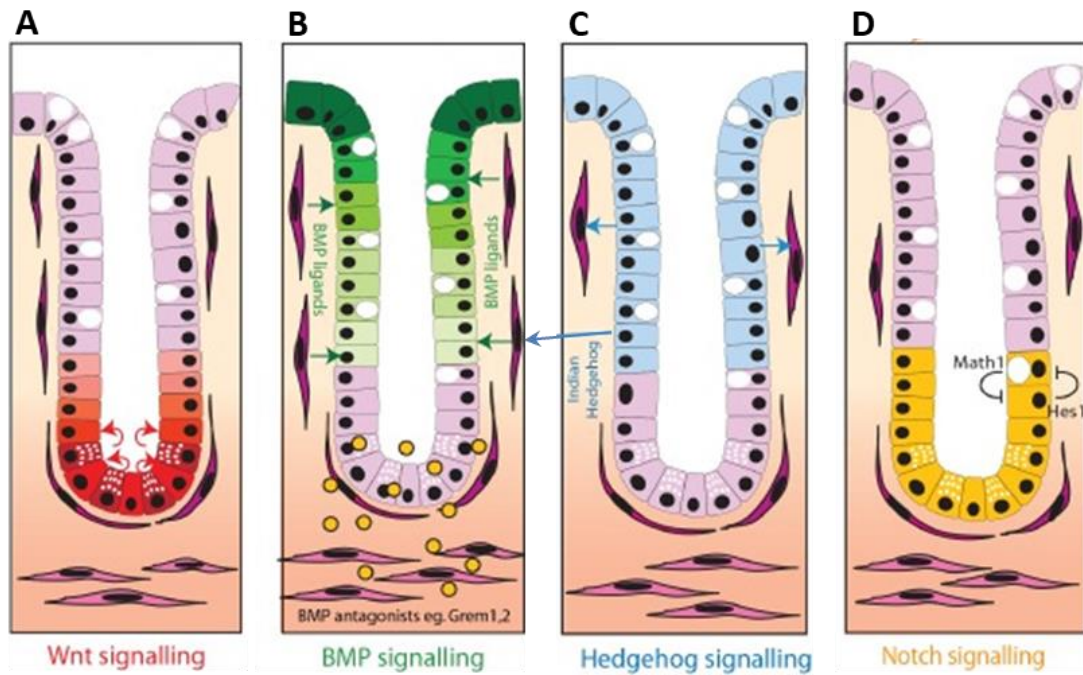 A
B
C
D
BMP ligands
BMP ligands
Indian
Hedgehog
Math1
Hes1
BMP antagonists eg. Grem1,2
Wnt signalling
BMP signalling
Hedgehog signalling
Notch signalling